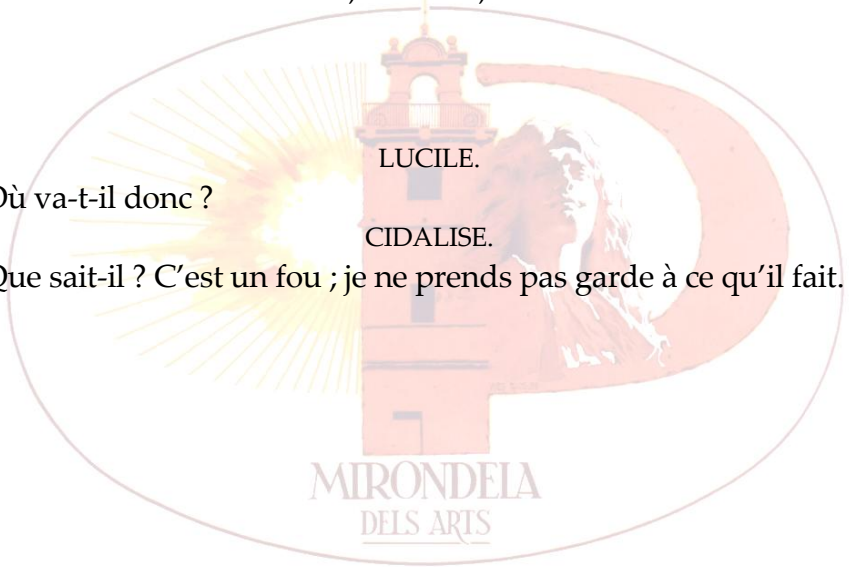 LUCILE.
Où va-t-il donc ?
CIDALISE.
Que sait-il ? C’est un fou ; je ne prends pas garde à ce qu’il fait.
MIRONDELA
DELS ARTS